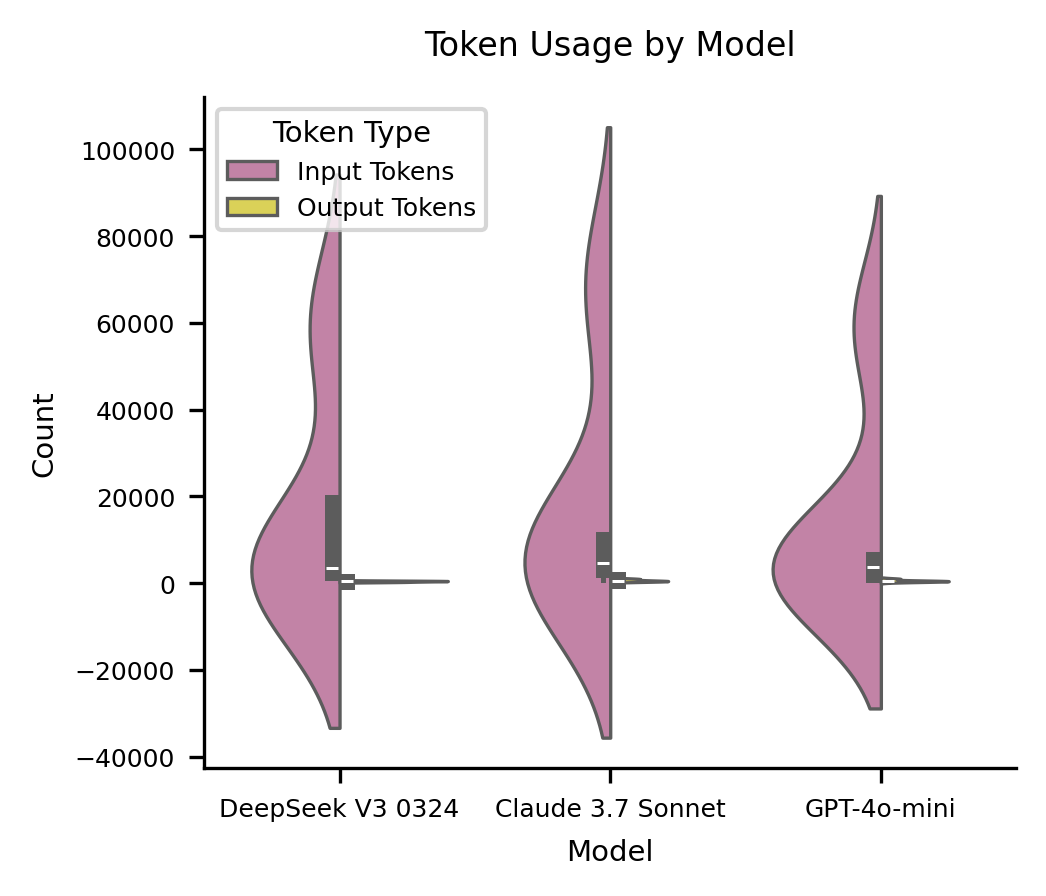 Token Usage by Model
Token Type
Input Tokens
Output Tokens
100000
80000
60000
40000
20000
0
−20000
−40000
Count
DeepSeek V3 0324
Claude 3.7 Sonnet
GPT-4o-mini
Model